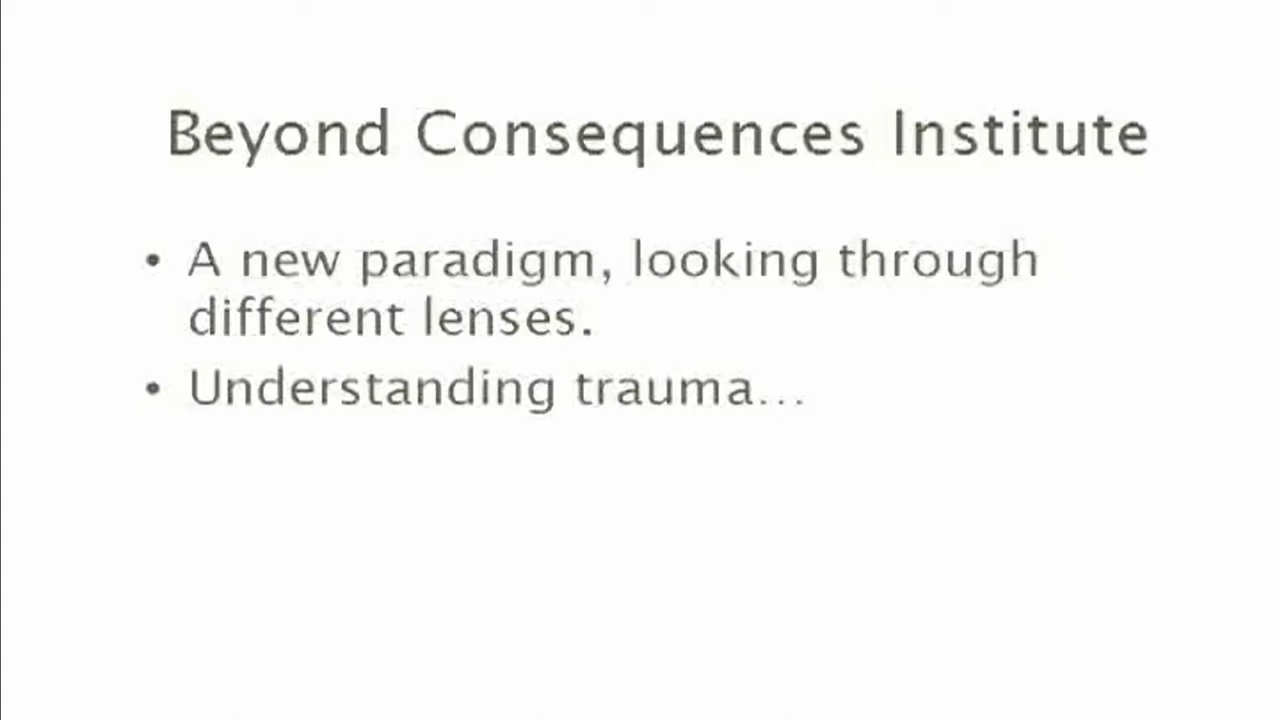 Beyond Consequences Institute
• A new paradigm, looking through
different lenses.
• Understanding trauma...